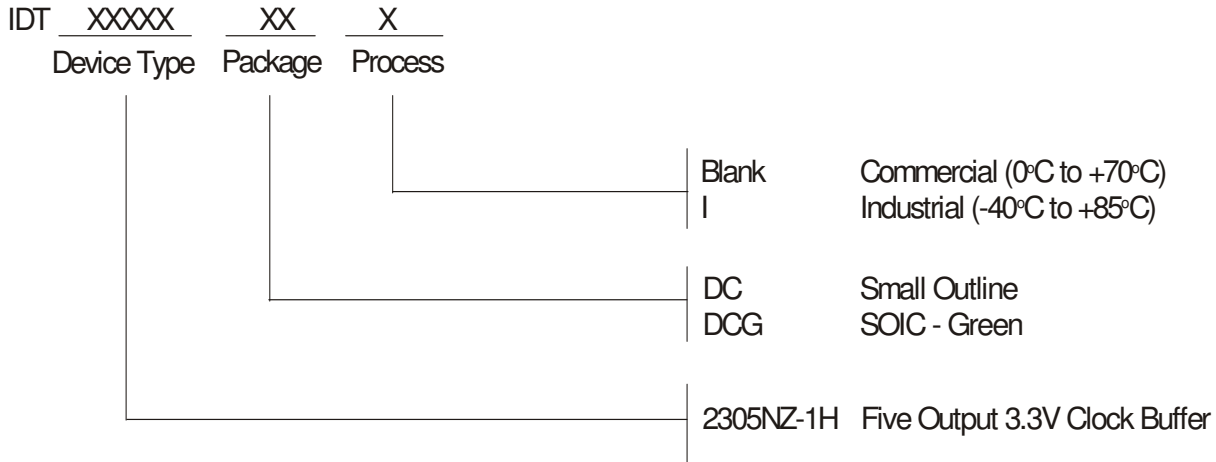 IDT XXXXX XX X
Device Type Package Process
Blank Commercial (0°C to +70°C)
I Industrial (-40°C to +85°C)
DC Small Outline
DCG SOIC - Green
2305NZ-1H Five Output 3.3V Clock Buffer